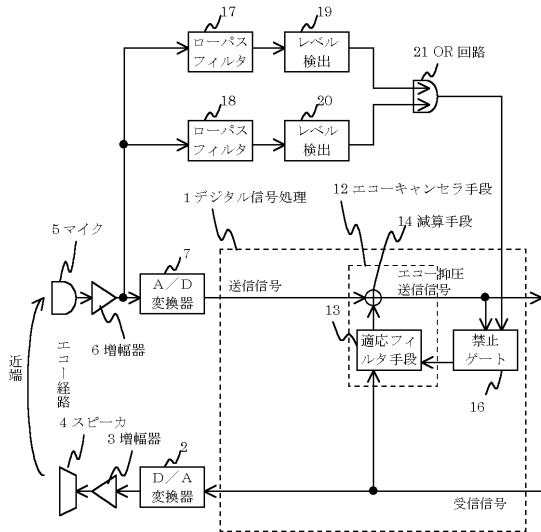 17
ローパス
フィルタ
19
レベル
検出
18
ローパス
フィルタ
20
レベル
検出
21 OR 回路
12 エコーキャンセラ手段
1 デジタル信号処理
14 減算手段
5 マイク
7
A/D
変換器
送信信号
エコー抑圧
送信信号
6 増幅器
13
適応フィ
ルタ手段
禁止
ゲート
16
近端
エコー経路
4 スピーカ
3 増幅器
2
D/A
変換器
受信信号